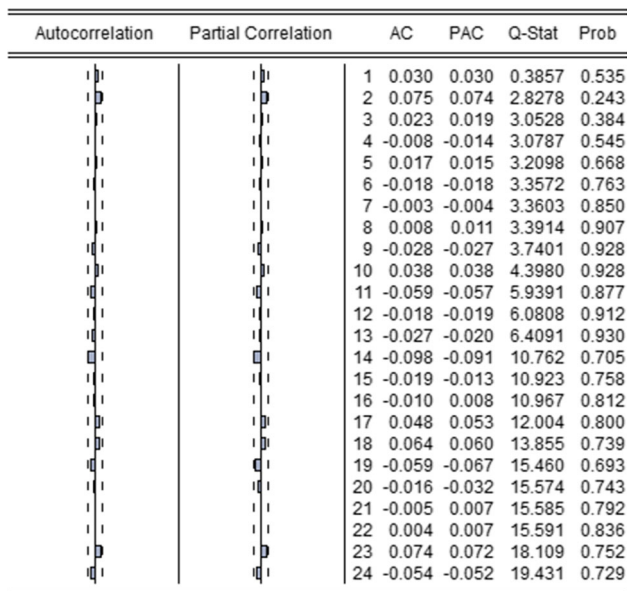 Autocorrelation Partial Correlation AC PAC Q-Stat Prob
1 0.030 0.030 0.3857 0.535
2 0.075 0.074 2.8278 0.243
3 0.023 0.019 3.0528 0.384
4 -0.008 -0.014 3.0787 0.545
5 0.017 0.015 3.2098 0.668
6 -0.018 -0.018 3.3572 0.763
7 -0.003 -0.004 3.3603 0.850
8 0.008 0.011 3.3914 0.907
9 -0.028 -0.027 3.7401 0.928
10 0.038 0.038 4.3980 0.928
11 -0.059 -0.057 5.9391 0.877
12 -0.018 -0.019 6.0808 0.912
13 -0.027 -0.020 6.4091 0.930
14 -0.098 -0.091 10.762 0.705
15 -0.019 -0.013 10.923 0.758
16 -0.010 0.008 10.967 0.812
17 0.048 0.053 12.004 0.800
18 0.064 0.060 13.855 0.739
19 -0.059 -0.067 15.460 0.693
20 -0.016 -0.032 15.574 0.743
21 -0.005 0.007 15.585 0.792
22 0.004 0.007 15.591 0.836
23 0.074 0.072 18.109 0.752
24 -0.054 -0.052 19.431 0.729